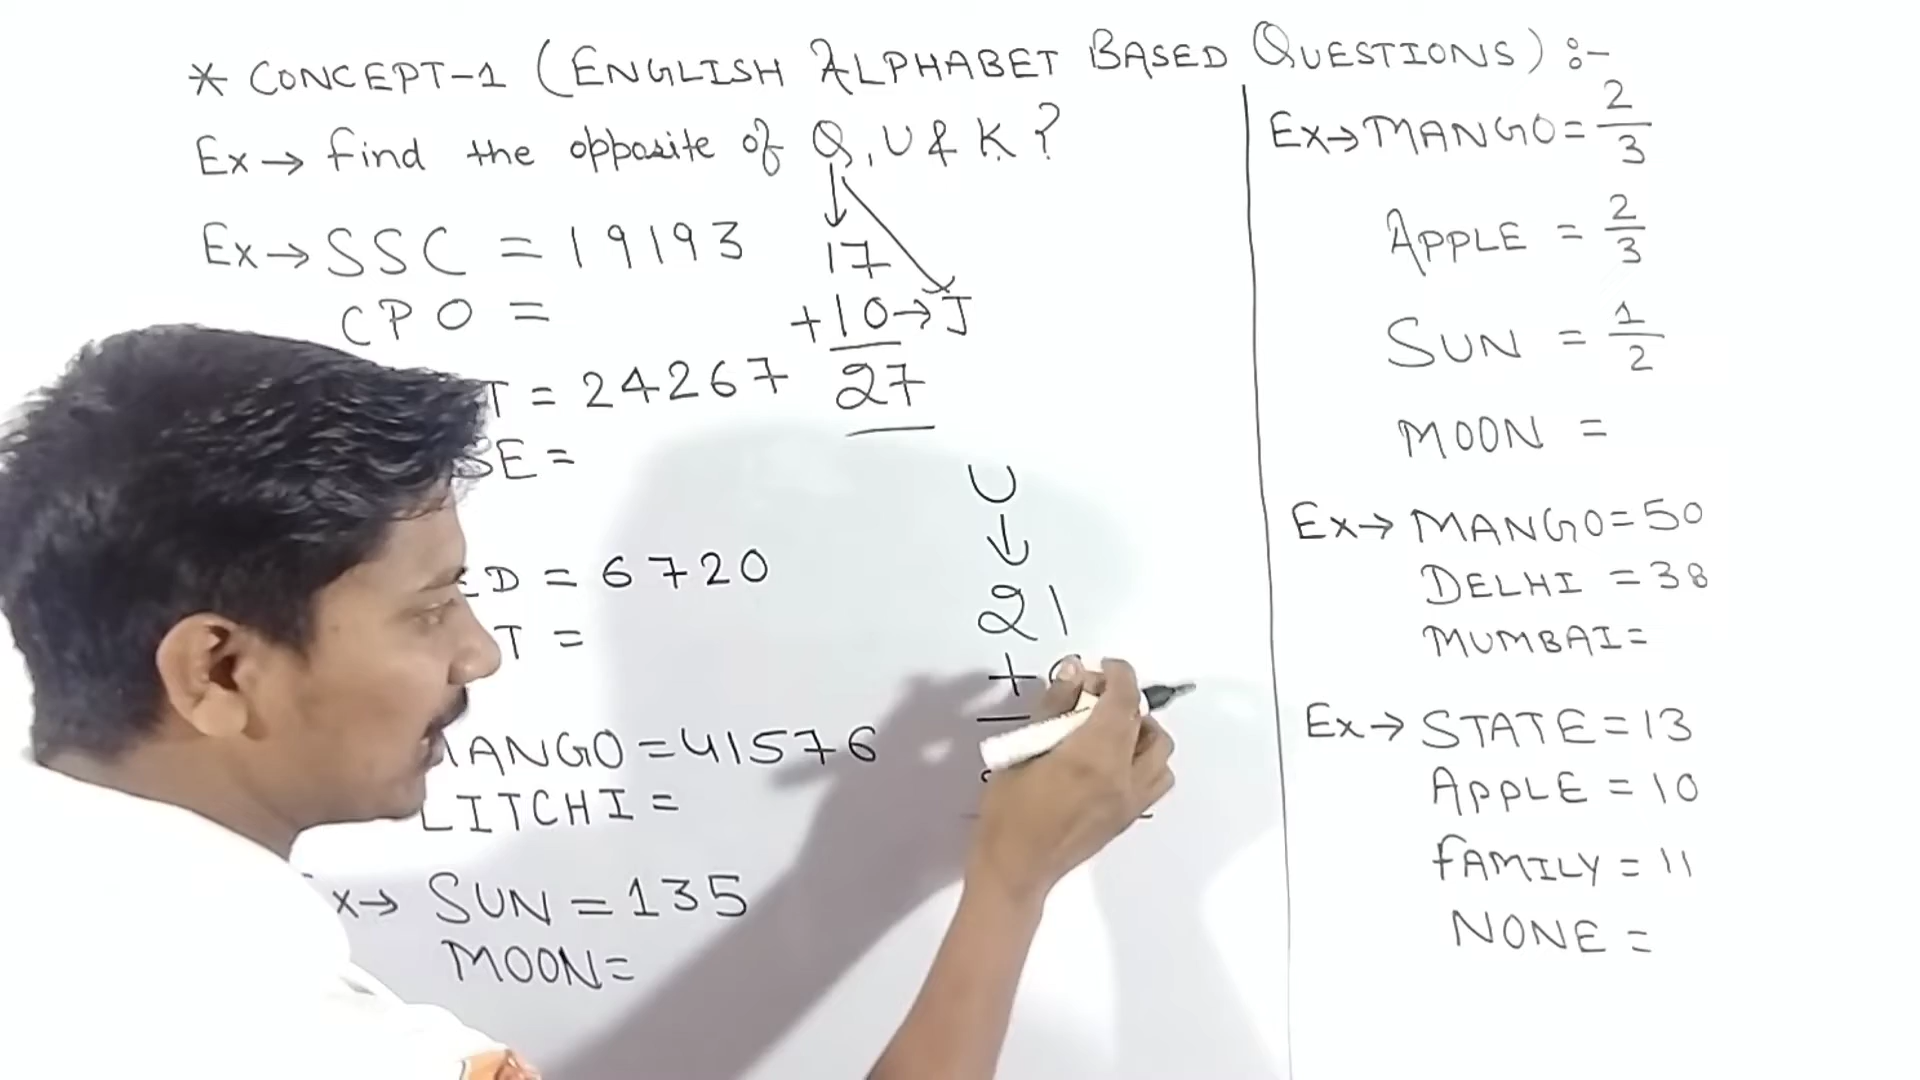 * CONCEPT-1 (ENGLISH ALPHABET BASED QUESTIONS) :-
Ex→ find the opposite of Q, U & K ?
Ex→ SSC = 19193
CPO =
T = 24267
SE =
ED = 6720
T =
MANGO = 41576
LITCHI =
x→ SUN = 135
MOON =
17
+10→J
27
U
↓
21
+
Ex→ MANGO = 2/3
APPLE = 2/3
SUN = 1/2
MOON =
Ex→ MANGO = 50
DELHI = 38
MUMBAI =
Ex→ STATE = 13
APPLE = 10
fAMILY = 11
NONE =